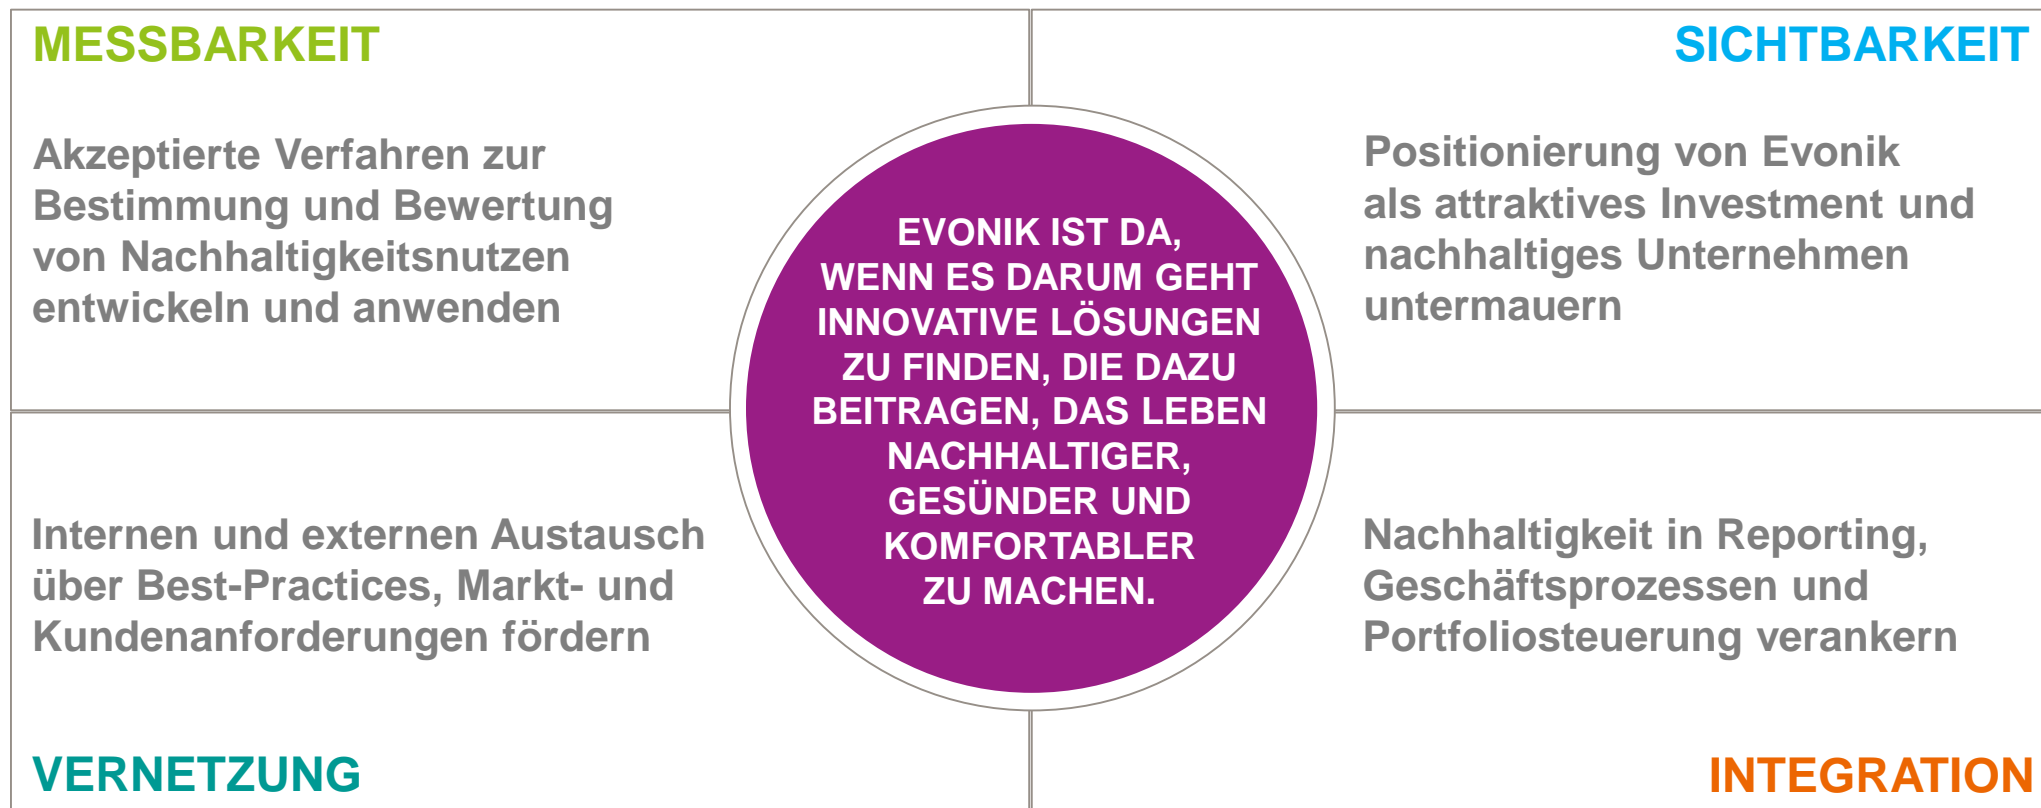 MESSBARKEIT
Akzeptierte Verfahren zur
Bestimmung und Bewertung
von Nachhaltigkeitsnutzen
entwickeln und anwenden
SICHTBARKEIT
Positionierung von Evonik
als attraktives Investment und
nachhaltiges Unternehmen
untermauern
EVONIK IST DA,
WENN ES DARUM GEHT
INNOVATIVE LÖSUNGEN
ZU FINDEN, DIE DAZU
BEITRAGEN, DAS LEBEN
NACHHALTIGER,
GESÜNDER UND
KOMFORTABLER
ZU MACHEN.
Internen und externen Austausch
über Best-Practices, Markt- und
Kundenanforderungen fördern
VERNETZUNG
Nachhaltigkeit in Reporting,
Geschäftsprozessen und
Portfoliosteuerung verankern
INTEGRATION